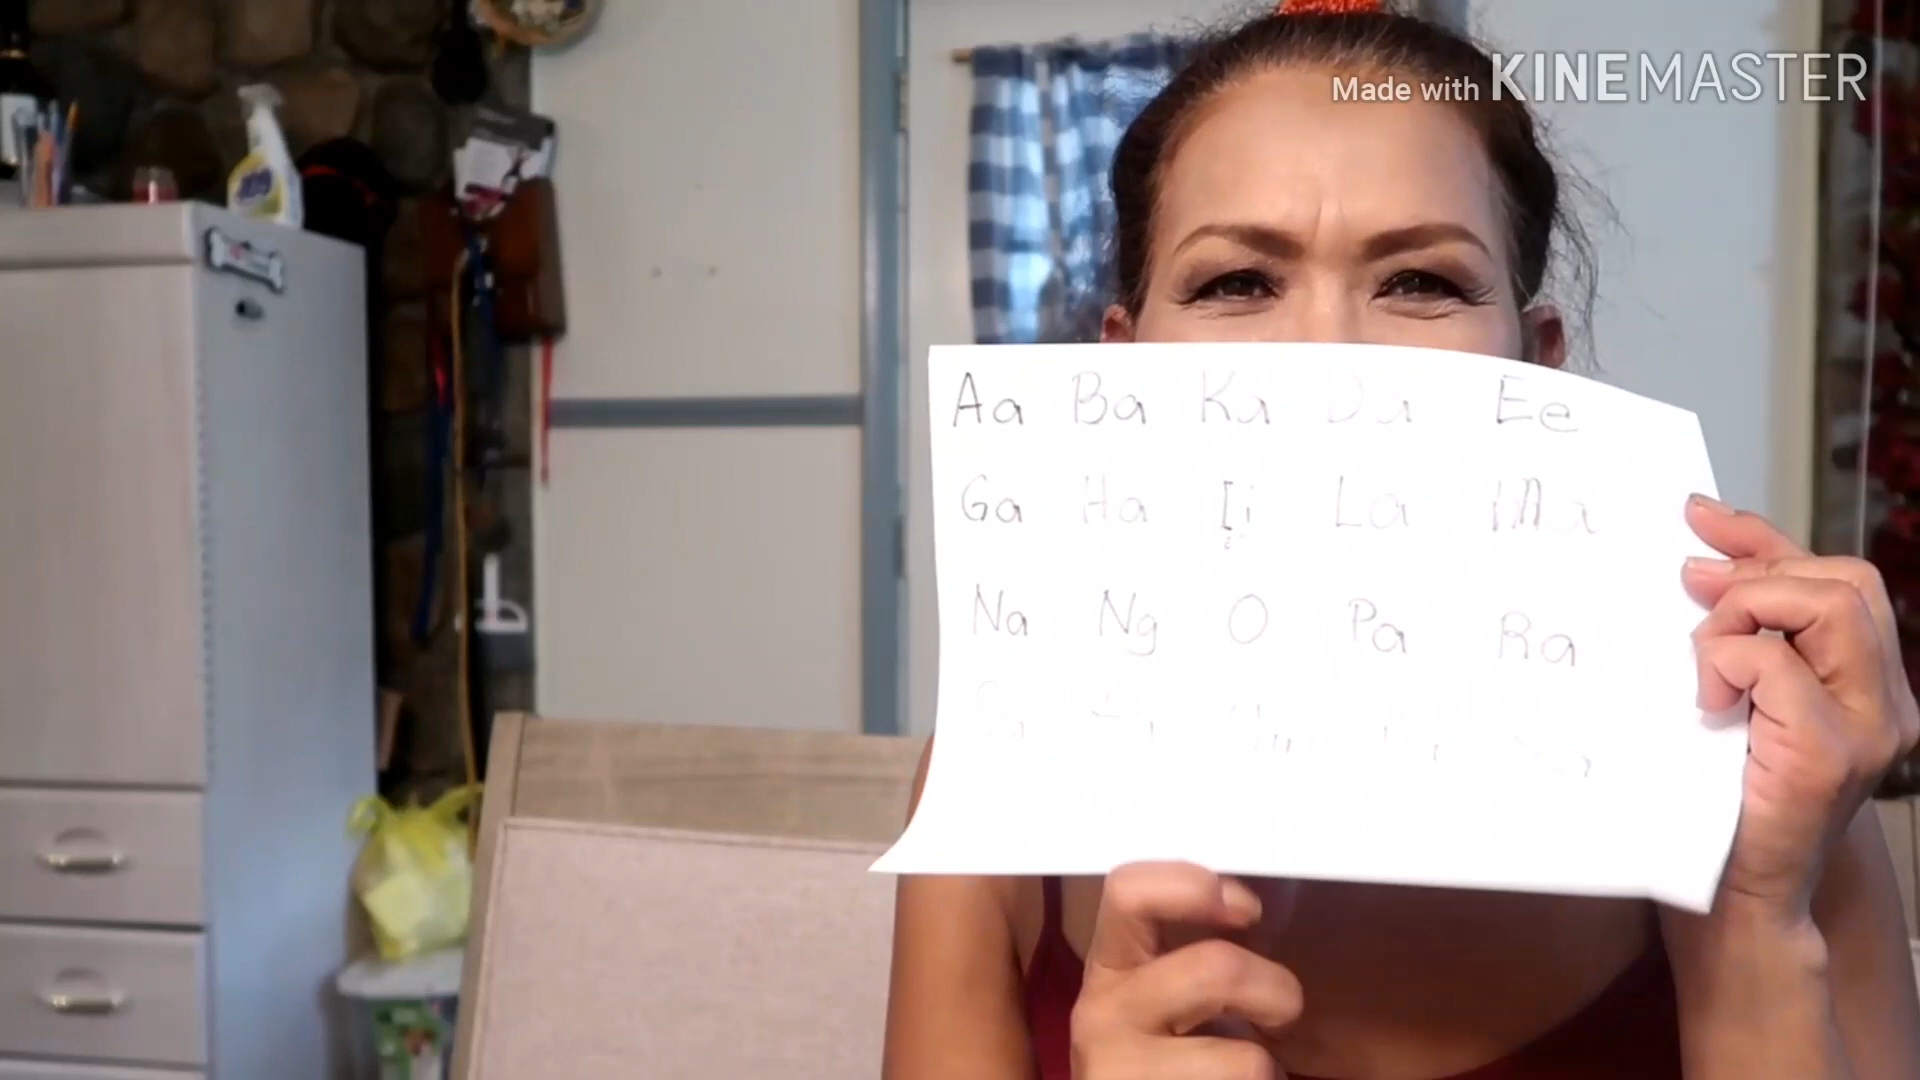 Made with KINEMASTER
Aa Ba Ka Da Ee
Ga Ha Ii La Ma
Na Ng O Pa Ra